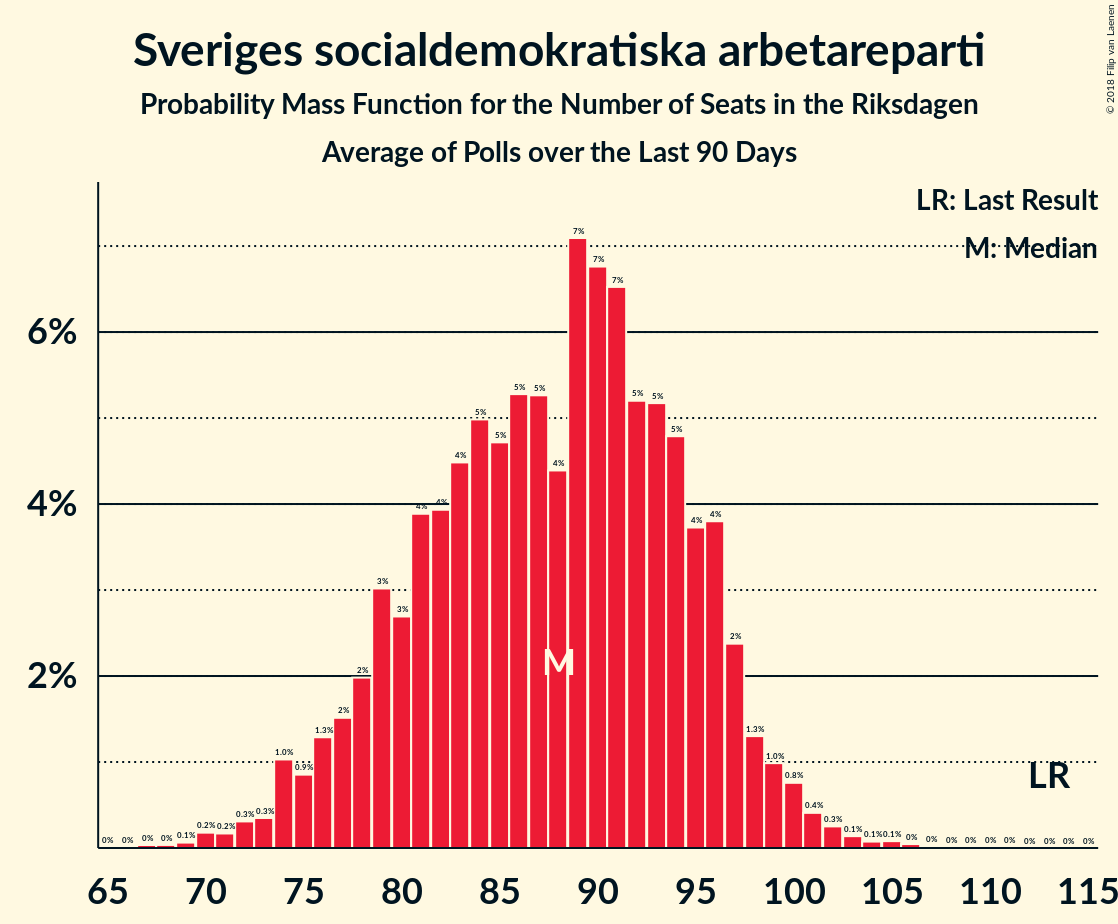 Sveriges socialdemokratiska arbetareparti
Probability Mass Function for the Number of Seats in the Riksdagen
Average of Polls over the Last 90 Days
© 2018 Filip van Laenen
LR: Last Result
M: Median
6%
4%
2%
0% 0% 0% 0% 0.1% 0.2% 0.2% 0.3% 0.3% 1.0% 0.9% 1.3% 2% 2% 3% 3% 4% 4% 4% 5% 5% 5% 5% 4% 7% 7% 7% 5% 5% 5% 4% 4% 2% 1.3% 1.0% 0.8% 0.4% 0.3% 0.1% 0.1% 0.1% 0% 0% 0% 0% 0% 0% 0% 0% 0% 0%
M
LR
65 70 75 80 85 90 95 100 105 110 115